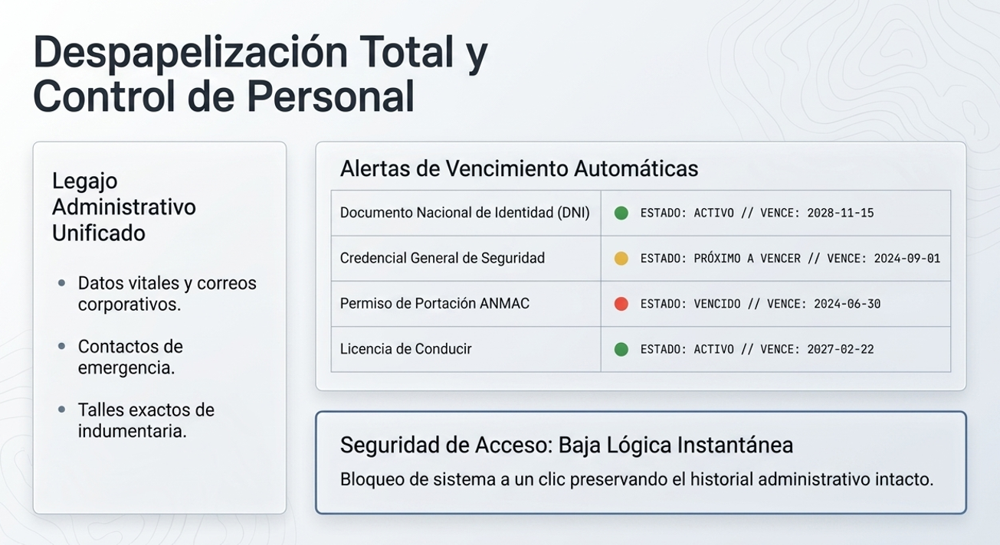 Despapelización Total y
Control de Personal
Legajo
Administrativo
Unificado
Datos vitales y correos
corporativos.
Contactos de
emergencia.
Talles exactos de
indumentaria.
Alertas de Vencimiento Automáticas
Documento Nacional de Identidad (DNI) ESTADO: ACTIVO // VENCE: 2028-11-15
Credencial General de Seguridad ESTADO: PRÓXIMO A VENCER // VENCE: 2024-09-01
Permiso de Portación ANMAC ESTADO: VENCIDO // VENCE: 2024-06-30
Licencia de Conducir ESTADO: ACTIVO // VENCE: 2027-02-22
Seguridad de Acceso: Baja Lógica Instantánea
Bloqueo de sistema a un clic preservando el historial administrativo intacto.